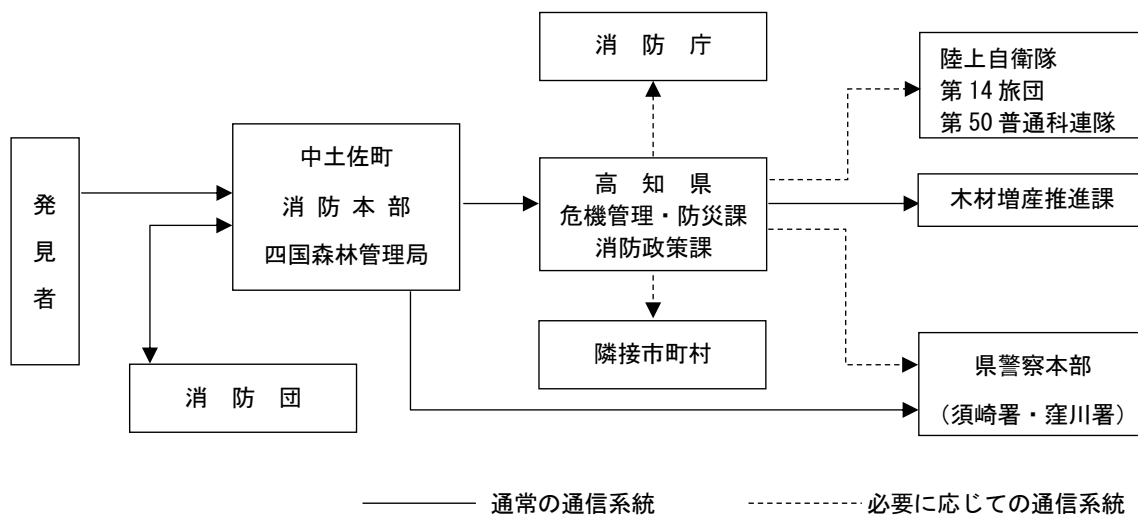 発見者
中土佐町
消防本部
四国森林管理局
消防団
消防庁
高知県
危機管理・防災課
消防政策課
隣接市町村
陸上自衛隊
第14旅団
第50普通科連隊
木材増産推進課
県警察本部
（須崎署・窪川署）
通常の通信系統
必要に応じての通信系統